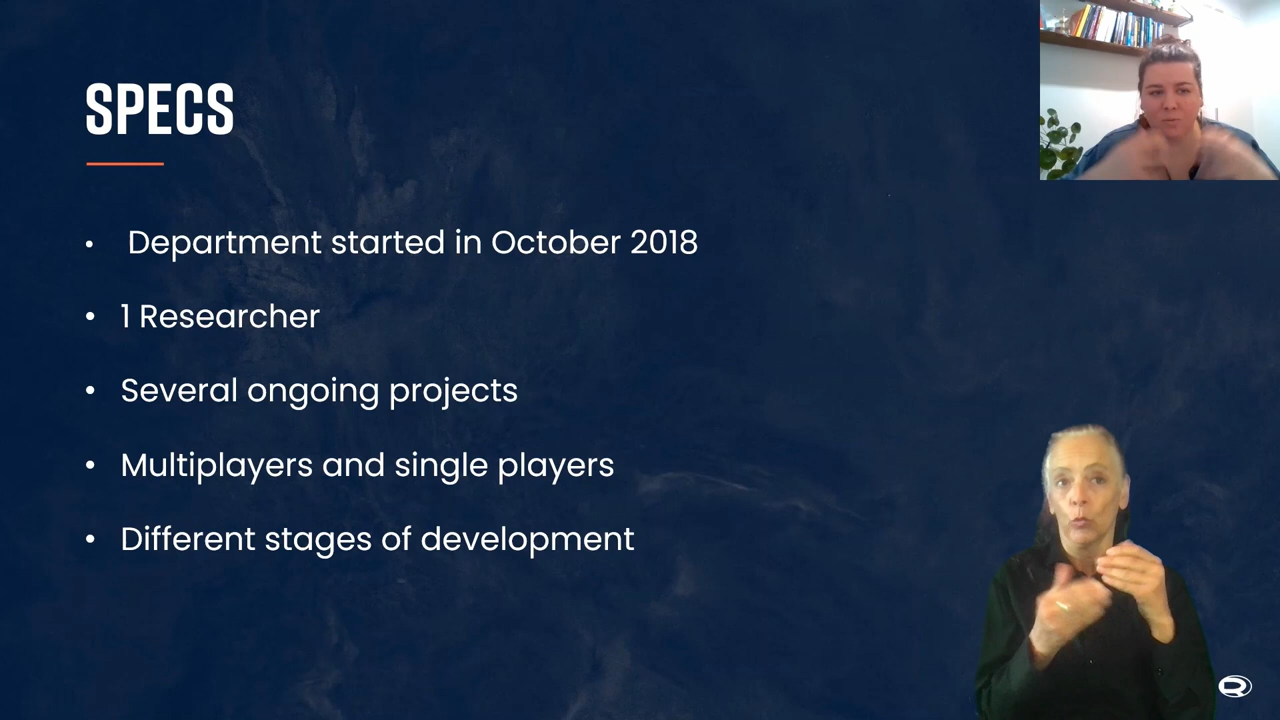 SPECS
• Department started in October 2018
• 1 Researcher
• Several ongoing projects
• Multiplayers and single players
• Different stages of development